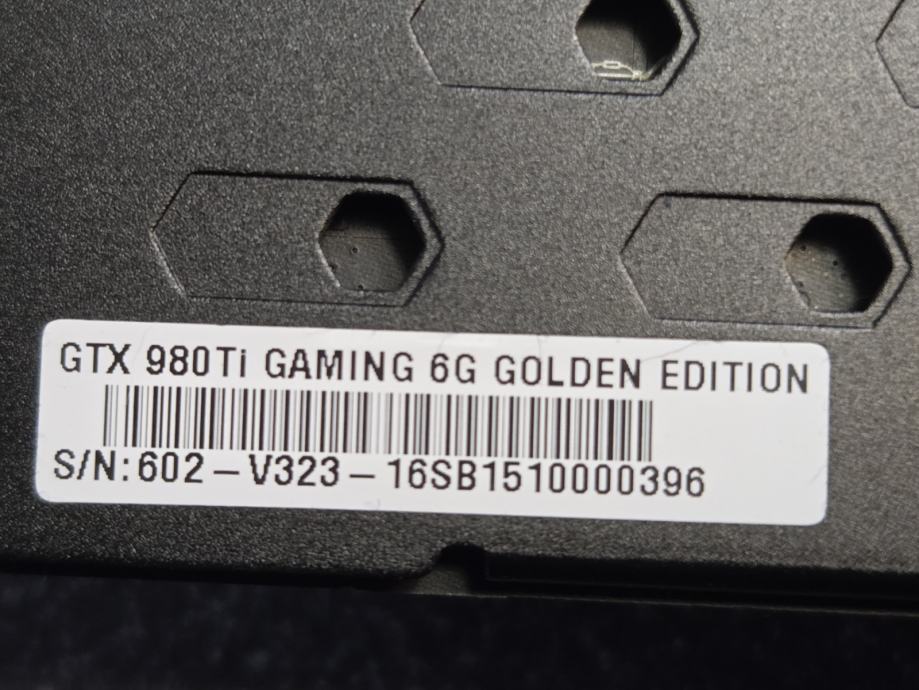 GTX 980Ti GAMING 6G GOLDEN EDITION
S/N:602-V323-16SB1510000396